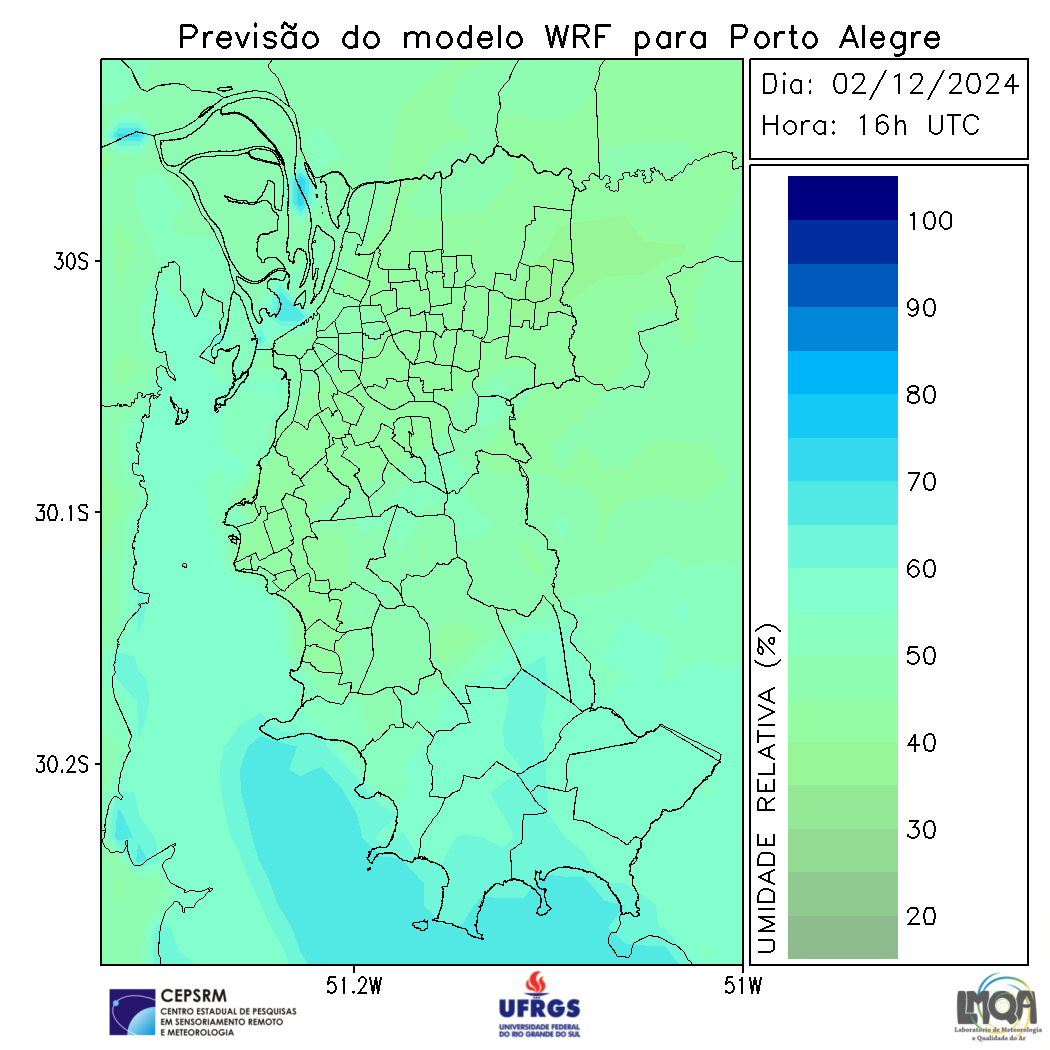 Previsão do modelo WRF para Porto Alegre
Dia: 02/12/2024
Hora: 16h UTC
30S
30.1S
30.2S
51.2W
51W
UMIDADE RELATIVA (%)
100
90
80
70
60
50
40
30
20
CEPSRM
CENTRO ESTADUAL DE PESQUISAS
EM SENSORIAMENTO REMOTO
E METEOROLOGIA
UFRGS
UNIVERSIDADE FEDERAL
DO RIO GRANDE DO SUL
LMQA
Laboratório de Meteorologia
e Qualidade do Ar